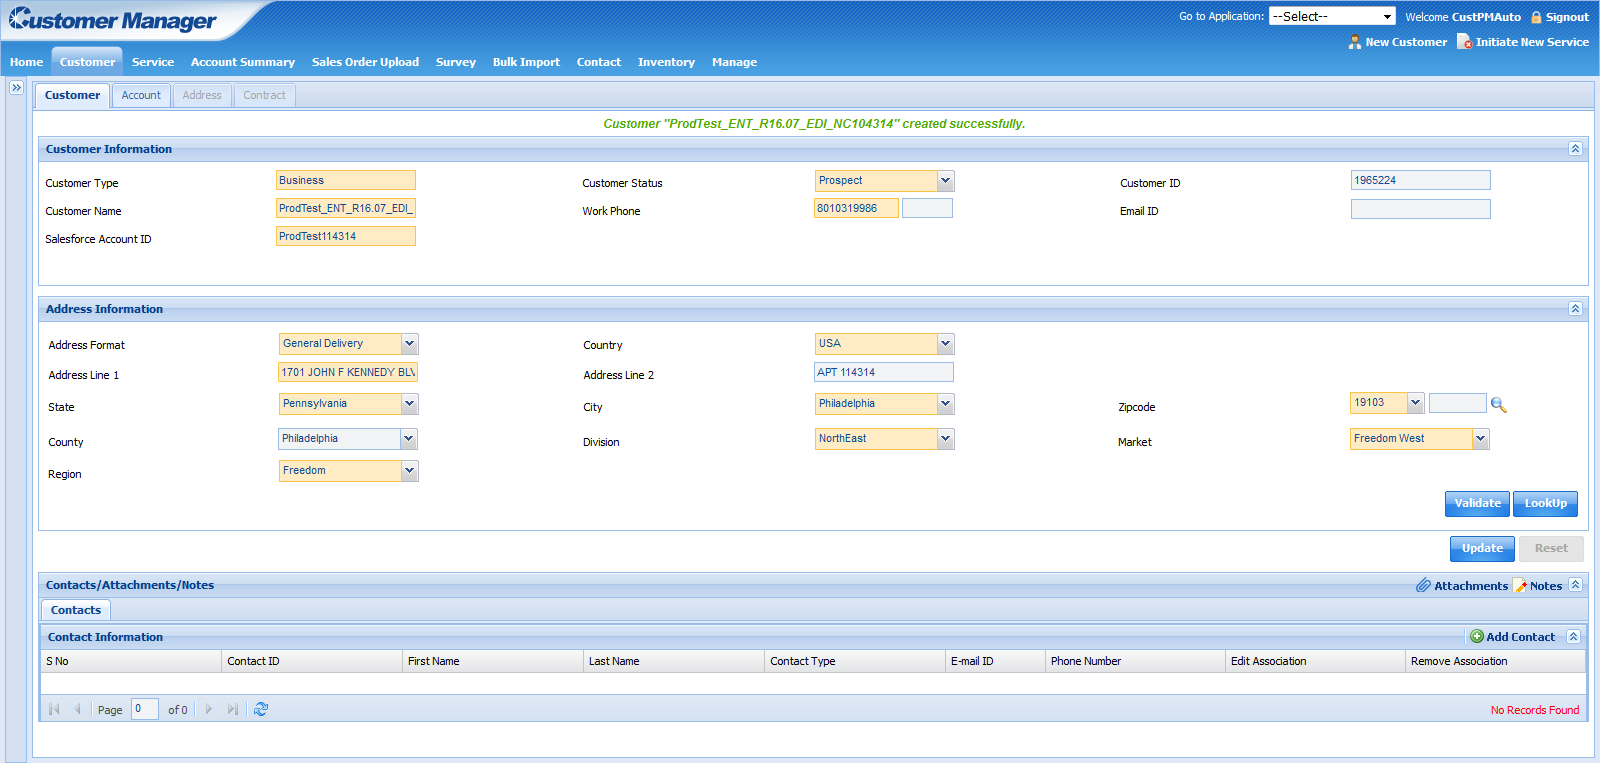 Customer Manager
Go to Application: --Select-- Welcome CustPMAuto Signout
New Customer Initiate New Service
Home Customer Service Account Summary Sales Order Upload Survey Bulk Import Contact Inventory Manage
Customer Account Address Contract
Customer "ProdTest_ENT_R16.07_EDI_NC104314" created successfully.
Customer Information
Customer Type Business Customer Status Prospect Customer ID 1965224
Customer Name ProdTest_ENT_R16.07_EDI_ Work Phone 8010319986 Email ID
Salesforce Account ID ProdTest114314
Address Information
Address Format General Delivery Country USA
Address Line 1 1701 JOHN F KENNEDY BLV Address Line 2 APT 114314
State Pennsylvania City Philadelphia Zipcode 19103
County Philadelphia Division NorthEast Market Freedom West
Region Freedom
Validate LookUp
Update Reset
Contacts/Attachments/Notes Attachments Notes
Contacts
Contact Information Add Contact
S No Contact ID First Name Last Name Contact Type E-mail ID Phone Number Edit Association Remove Association
Page 0 of 0 No Records Found